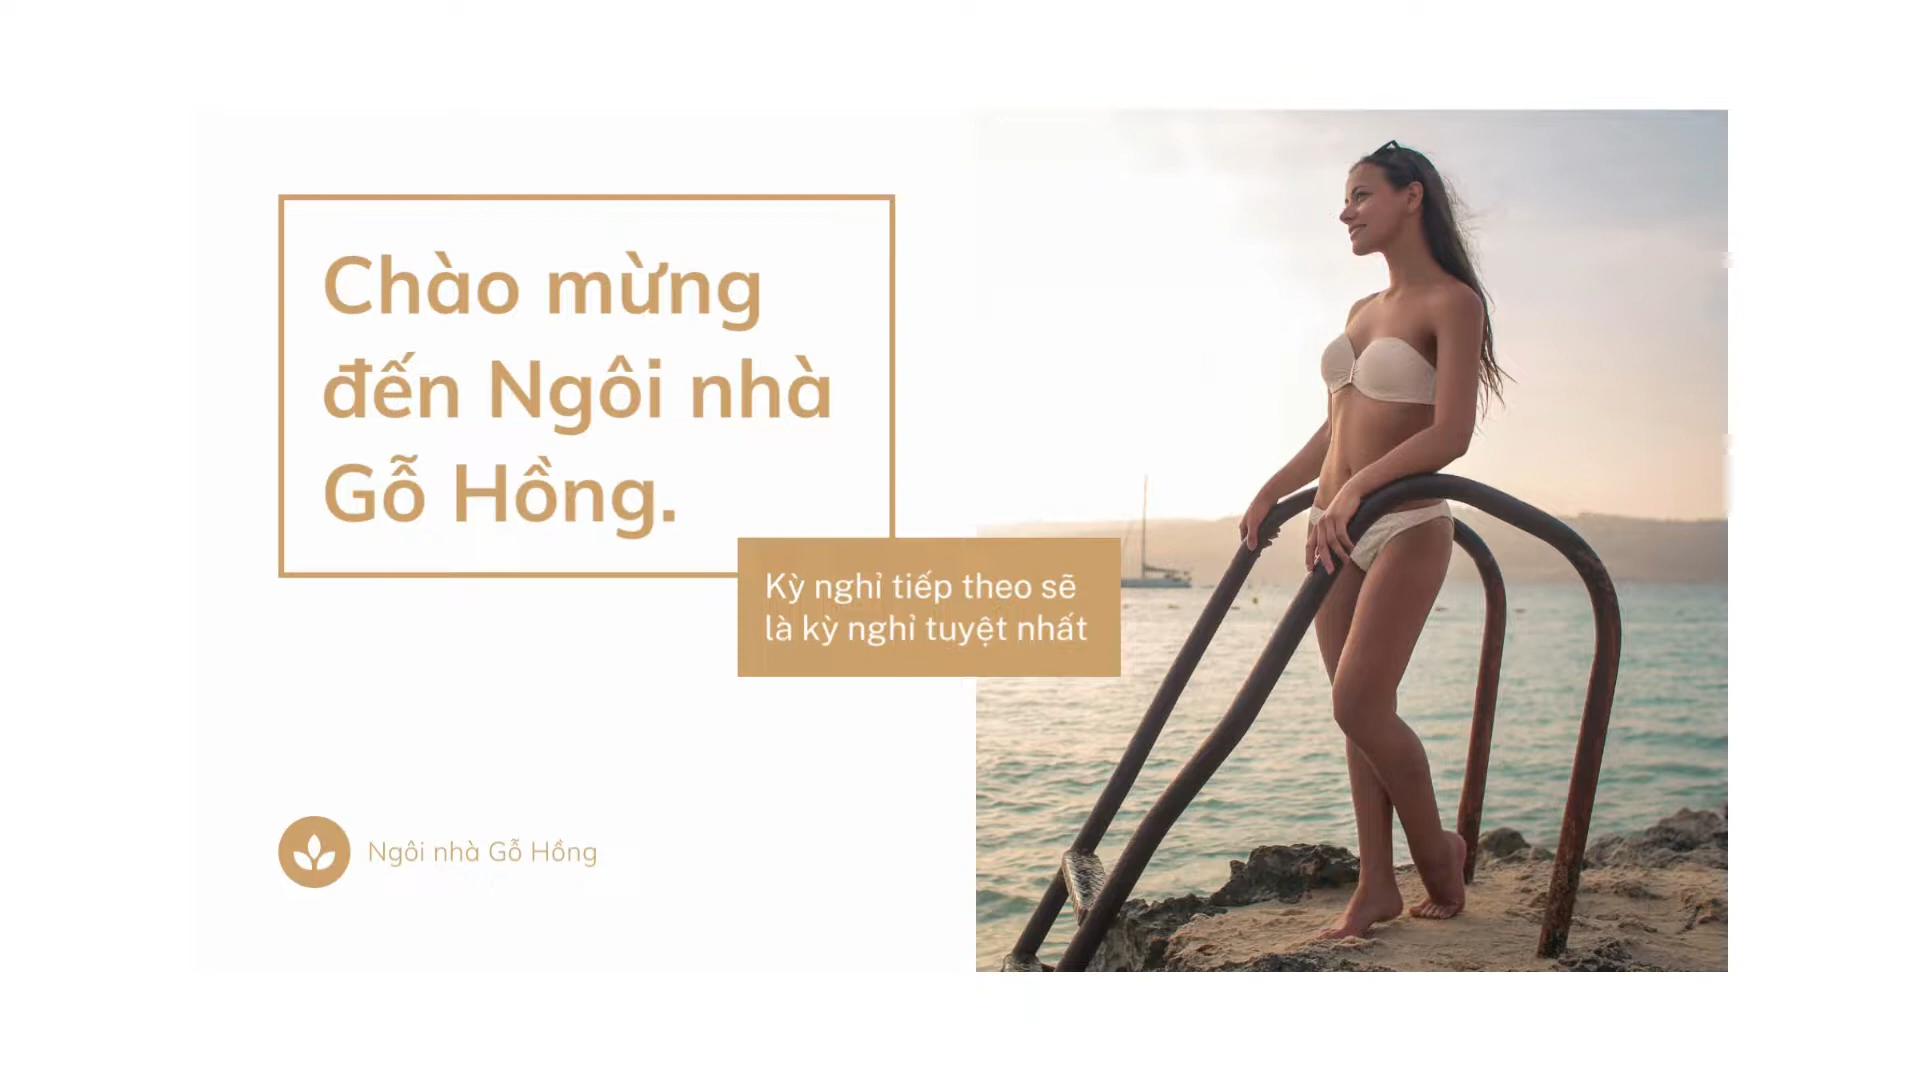 Chào mừng
đến Ngôi nhà
Gỗ Hồng.
Kỳ nghỉ tiếp theo sẽ
là kỳ nghỉ tuyệt nhất
Ngôi nhà Gỗ Hồng